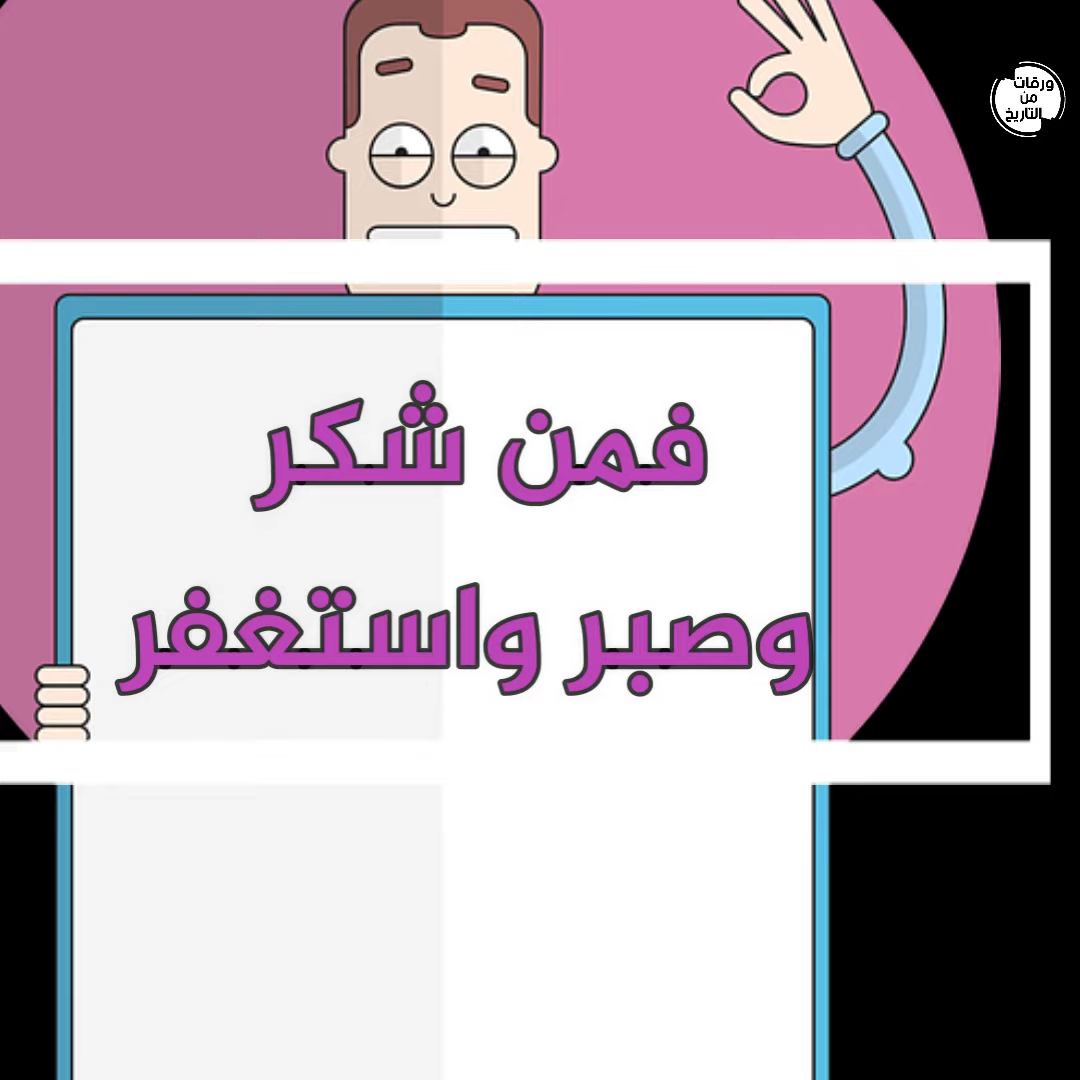 ورقات
من
التاريخ
فمن شكر
وصبر واستغفر